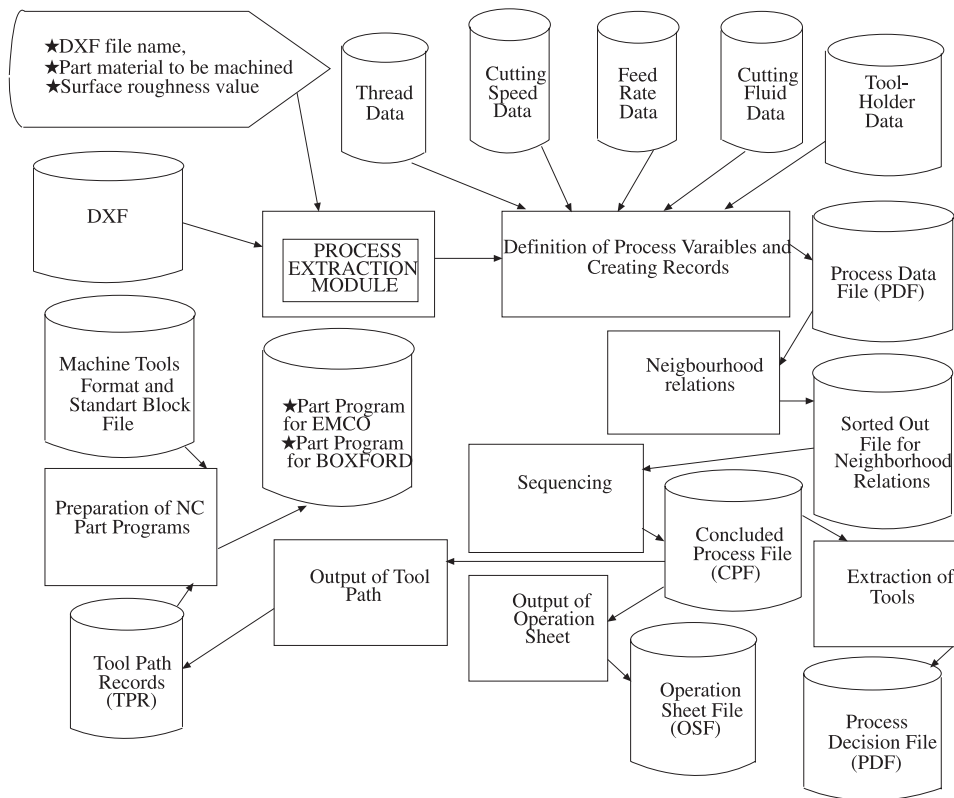 ★DXF file name,
★Part material to be machined
★Surface roughness value
Thread
Data
Cutting
Speed
Data
Feed
Rate
Data
Cutting
Fluid
Data
Tool-
Holder
Data
DXF
PROCESS
EXTRACTION
MODULE
Definition of Process Varaibles and
Creating Records
Process Data
File (PDF)
Machine Tools
Format and
Standart Block
File
★Part Program
for EMCO
★Part Program
for BOXFORD
Neigbourhood
relations
Sorted Out
File for
Neighborhood
Relations
Sequencing
Preparation of NC
Part Programs
Concluded
Process File
(CPF)
Output of Tool
Path
Output of
Operation
Sheet
Extraction of
Tools
Tool Path
Records
(TPR)
Operation
Sheet File
(OSF)
Process
Decision File
(PDF)